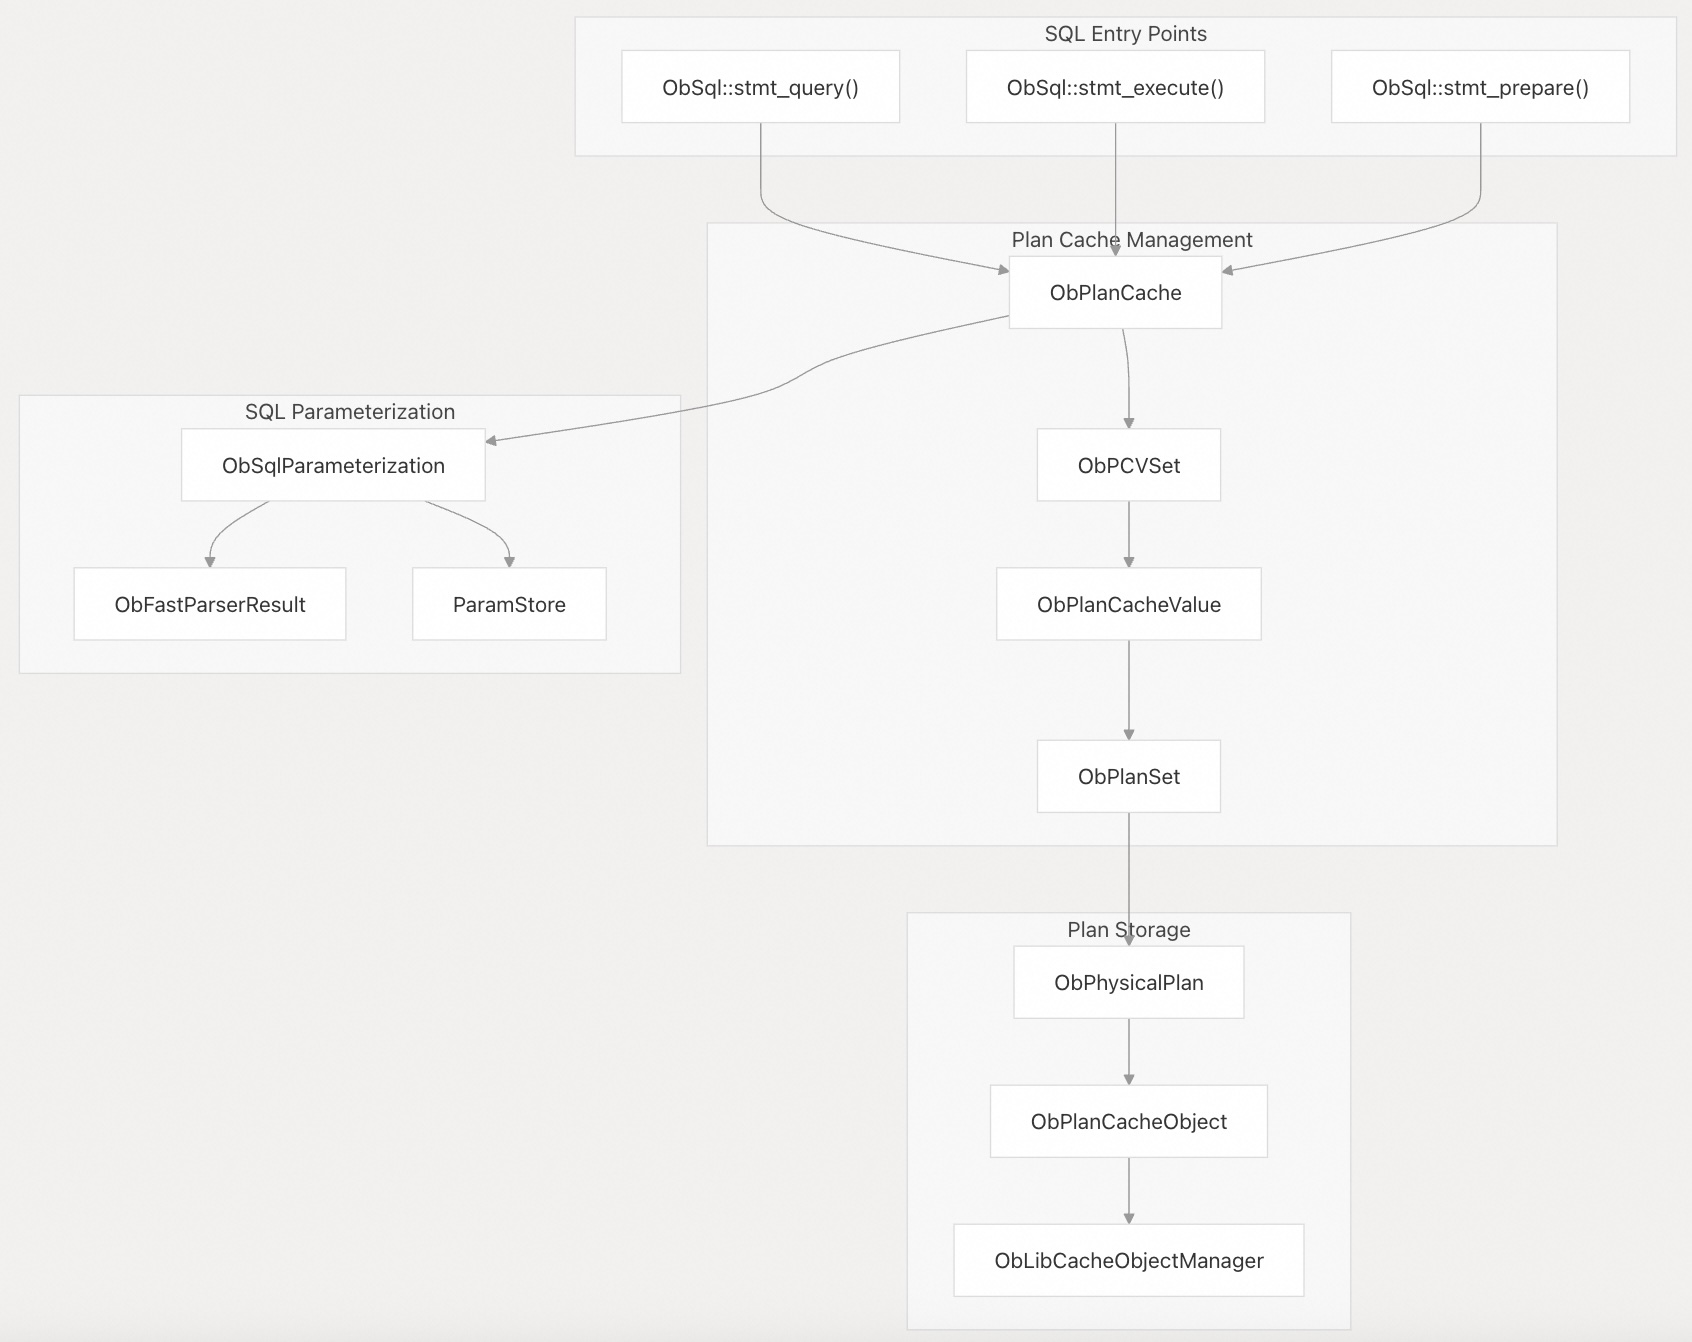 SQL Entry Points
ObSql::stmt_query()
ObSql::stmt_execute()
ObSql::stmt_prepare()
Plan Cache Management
ObPlanCache
SQL Parameterization
ObSqlParameterization
ObPCVSet
ObFastParserResult
ParamStore
ObPlanCacheValue
ObPlanSet
Plan Storage
ObPhysicalPlan
ObPlanCacheObject
ObLibCacheObjectManager